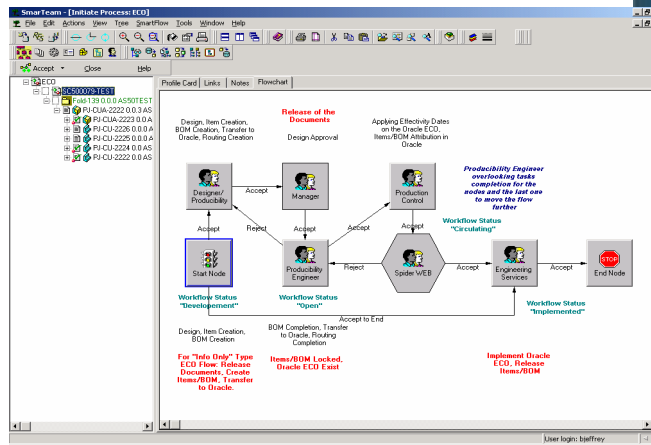 SmarTeam - [Initiate Process: ECO]
File Edit Actions View Tree SmartFlow Tools Window Help
Accept Close Help
ECO
SC500079-TEST
Fold-139 0.0.0 AS50TEST
PJ-CUA-2222 0.0.3 AS
PJ-CUA-2223 0.0.0 A
PJ-CU-2226 0.0.0 A
PJ-CU-2225 0.0.0 A
PJ-CU-2224 0.0.0 A
PJ-CU-2222 0.0.0 AS
Profile Card Links Notes Flowchart
Design, Item Creation,
BOM Creation, Transfer to
Oracle, Routing Creation
Release of the
Documents
Design Approval
Applying Effectivity Dates
on the Oracle ECO,
Items/BOM Attribution in
Oracle
Producibility Engineer
overlooking tasks
completion for the
nodes and the last one
to move the flow
further
Designer/
Producibility
Accept
Manager
Production
Control
Accept
Reject
Accept
Accept
Accept
Workflow Status
"Circulating"
Start Node
Producibility
Engineer
Reject
Spider WEB
Accept
Engineering
Services
Accept
STOP
End Node
Workflow Status
"Developement"
Workflow Status
"Open"
Workflow Status
"Implemented"
Accept to End
Design, Item Creation,
BOM Creation
BOM Completion, Transfer
to Oracle, Routing
Completion
For "Info Only" Type
ECO Flow: Release
Documents, Create
Items/BOM, Transfer
to Oracle.
Items/BOM Locked,
Oracle ECO Exist
Implement Oracle
ECO, Release
Items/BOM
User login: bjeffrey